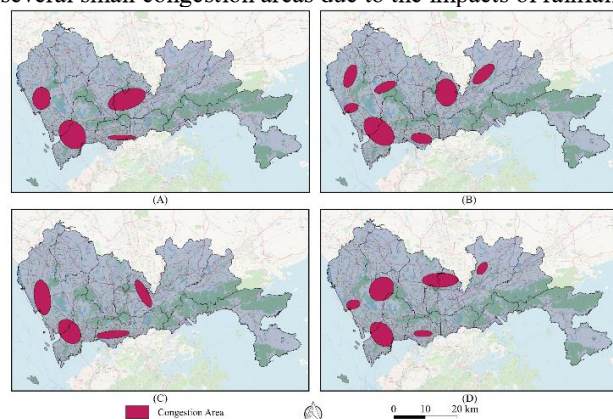 several small congestion areas due to the impacts of rainfall
(A)
(B)
(C)
(D)
Congestion Area
0 10 20 km